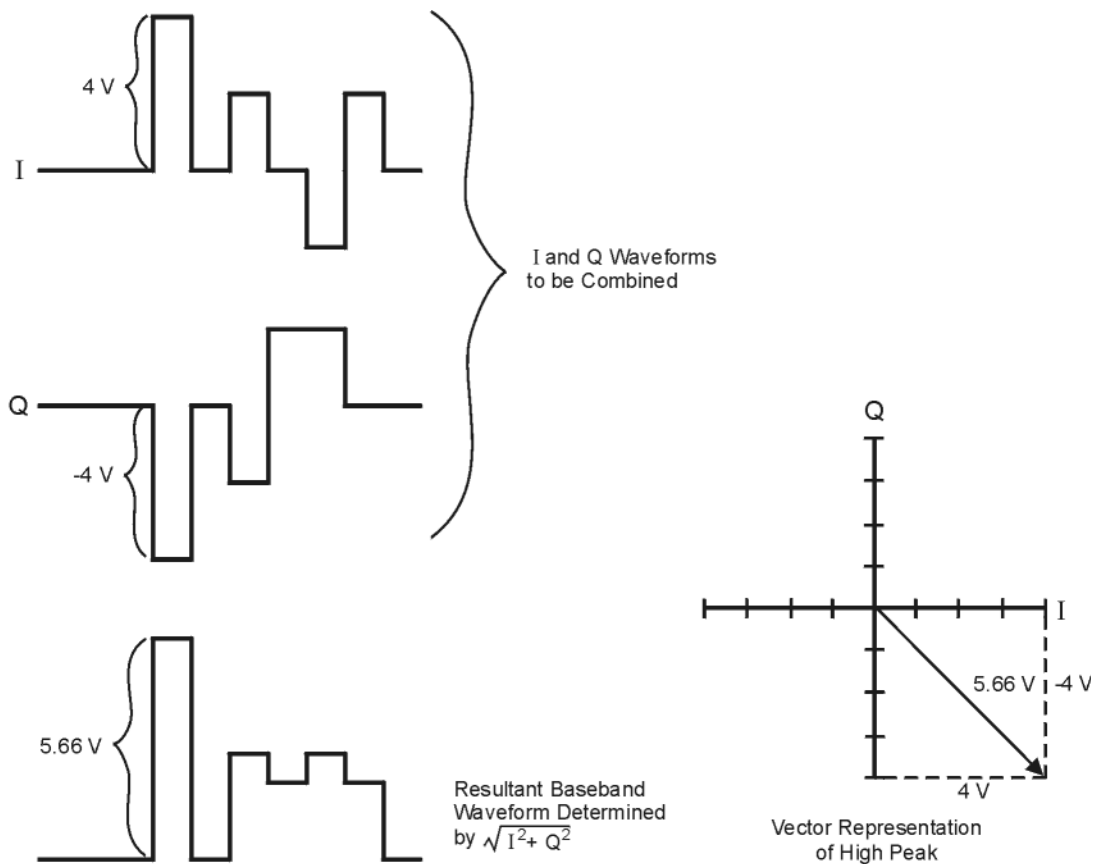 4 V
I
I and Q Waveforms
to be Combined
Q
-4 V
Q
I
5.66 V
-4 V
4 V
5.66 V
Resultant Baseband
Waveform Determined
by √I²+ Q²
Vector Representation
of High Peak